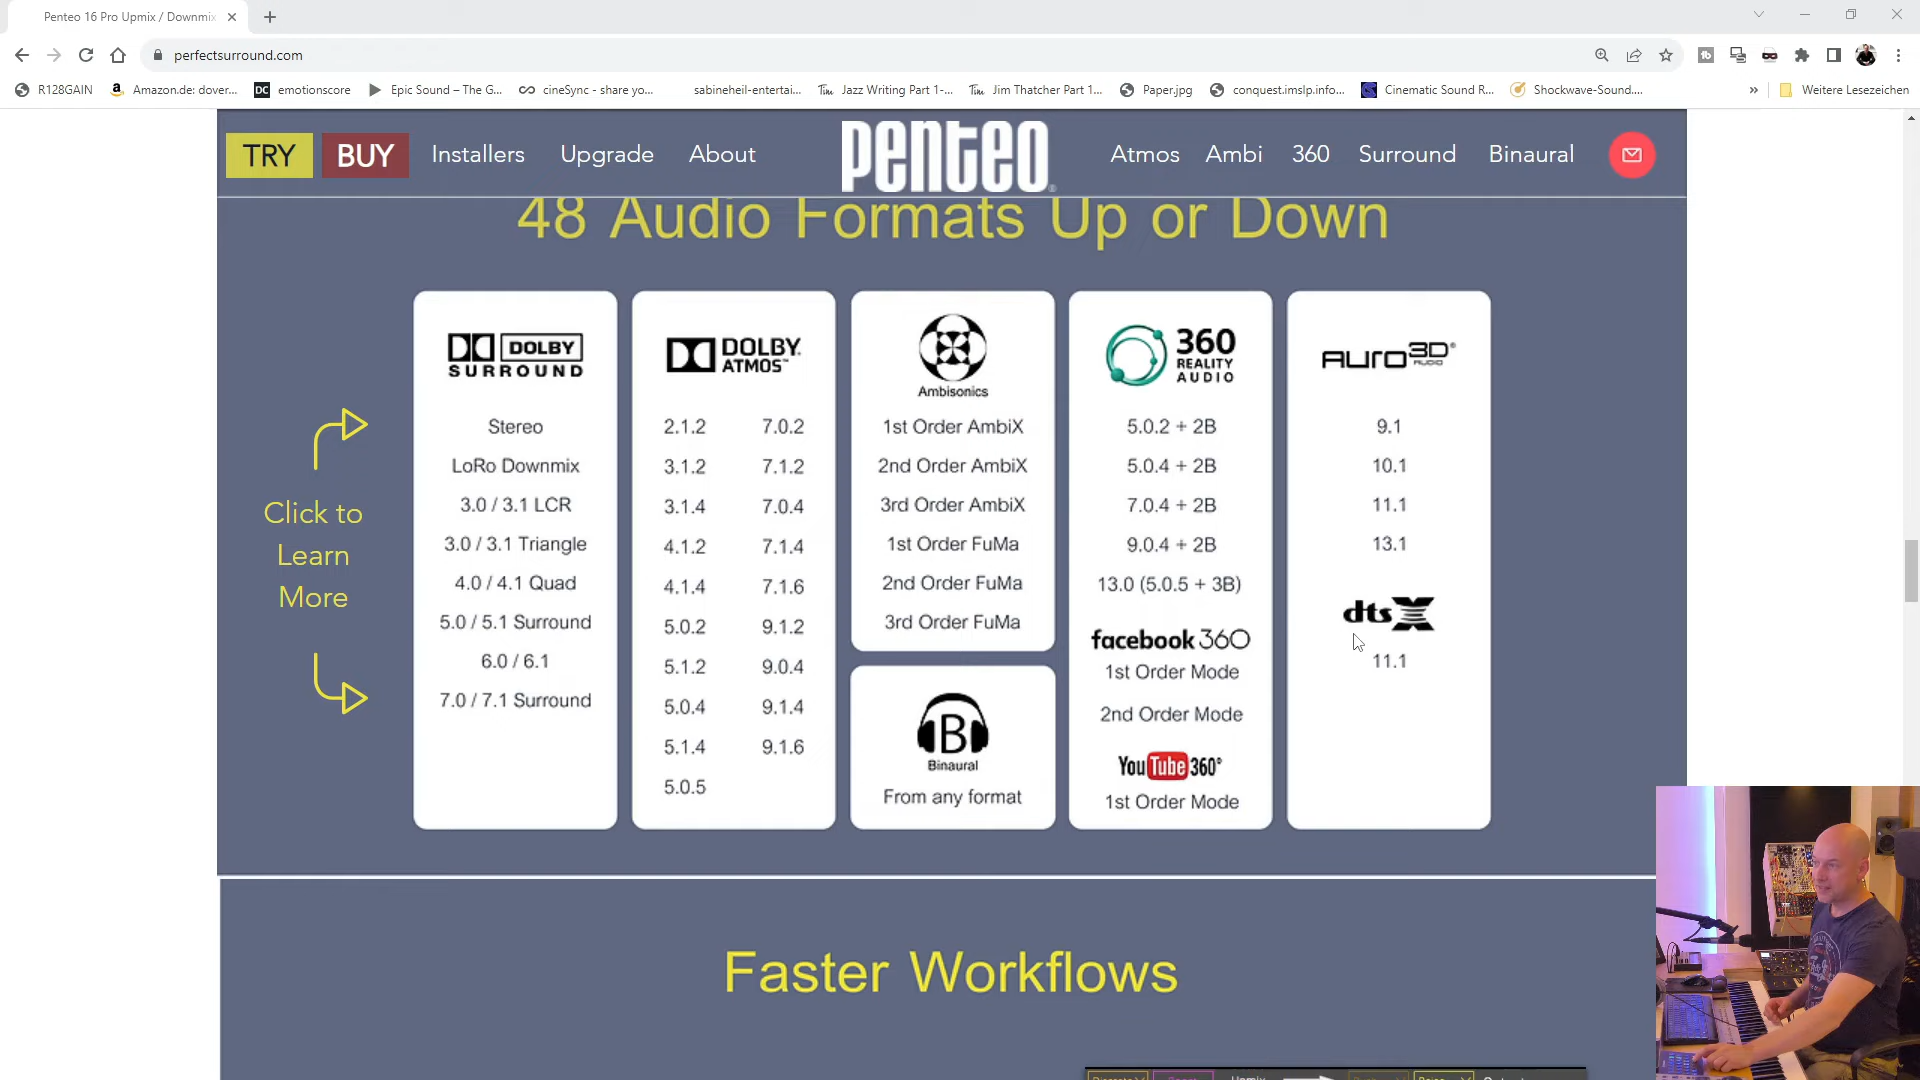 Penteo 16 Pro Upmix / Downmix
perfectsurround.com
R128GAIN
Amazon.de: dover...
DC emotionscore
Epic Sound – The G...
cineSync - share yo...
sabineheil-entertai...
Tim Jazz Writing Part 1-...
Tim Jim Thatcher Part 1...
Paper.jpg
conquest.imslp.info...
Cinematic Sound R...
Shockwave-Sound....
»
Weitere Lesezeichen
TRY
BUY
Installers
Upgrade
About
penteo
Atmos
Ambi
360
Surround
Binaural
48 Audio Formats Up or Down
Click to
Learn
More
DOLBY
SURROUND
Stereo
LoRo Downmix
3.0 / 3.1 LCR
3.0 / 3.1 Triangle
4.0 / 4.1 Quad
5.0 / 5.1 Surround
6.0 / 6.1
7.0 / 7.1 Surround
DOLBY
ATMOS™
2.1.2 7.0.2
3.1.2 7.1.2
3.1.4 7.0.4
4.1.2 7.1.4
4.1.4 7.1.6
5.0.2 9.1.2
5.1.2 9.0.4
5.0.4 9.1.4
5.1.4 9.1.6
5.0.5
Ambisonics
1st Order AmbiX
2nd Order AmbiX
3rd Order AmbiX
1st Order FuMa
2nd Order FuMa
3rd Order FuMa
B
Binaural
From any format
360
REALITY
AUDIO
5.0.2 + 2B
5.0.4 + 2B
7.0.4 + 2B
9.0.4 + 2B
13.0 (5.0.5 + 3B)
facebook 360
1st Order Mode
2nd Order Mode
YouTube 360°
1st Order Mode
AURO 3D®
AUDIO
9.1
10.1
11.1
13.1
dts X
11.1
Faster Workflows